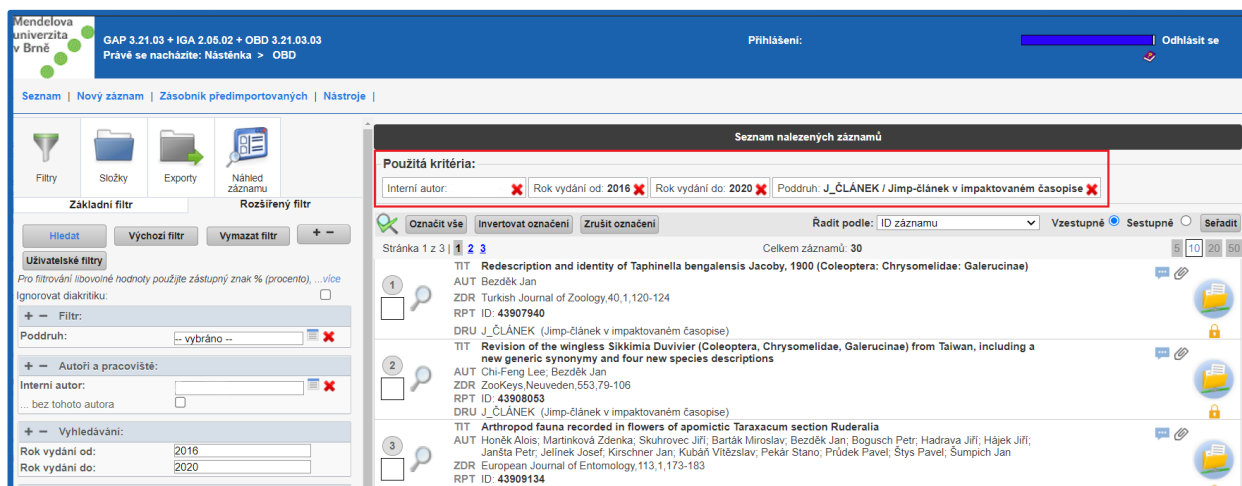 Mendelova
univerzita
v Brně
GAP 3.21.03 + IGA 2.05.02 + OBD 3.21.03.03
Právě se nacházíte: Nástěnka > OBD
Přihlášení:
Odhlásit se
Seznam | Nový záznam | Zásobník předimportovaných | Nástroje |
Filtry
Složky
Exporty
Náhled
záznamu
Základní filtr
Rozšířený filtr
Hledat
Výchozí filtr
Vymazat filtr
+ −
Uživatelské filtry
Pro filtrování libovolné hodnoty použijte zástupný znak % (procento), ...více
Ignorovat diakritiku:
+ − Filtr:
Poddruh:
-- vybráno --
+ − Autoři a pracoviště:
Interní autor:
... bez tohoto autora
+ − Vyhledávání:
Rok vydání od:
2016
Rok vydání do:
2020
Seznam nalezených záznamů
Použitá kritéria:
Interní autor:
Rok vydání od: 2016
Rok vydání do: 2020
Poddruh: J_ČLÁNEK / Jimp-článek v impaktovaném časopise
Označit vše
Invertovat označení
Zrušit označení
Řadit podle:
ID záznamu
Vzestupně
Sestupně
Seřadit
Stránka 1 z 3 | 1 2 3
Celkem záznamů: 30
5 10 20 50
1
TIT Redescription and identity of Taphinella bengalensis Jacoby, 1900 (Coleoptera: Chrysomelidae: Galerucinae)
AUT Bezděk Jan
ZDR Turkish Journal of Zoology,40,1,120-124
RPT ID: 43907940
DRU J_ČLÁNEK (Jimp-článek v impaktovaném časopise)
2
TIT Revision of the wingless Sikkimia Duvivier (Coleoptera, Chrysomelidae, Galerucinae) from Taiwan, including a
new generic synonymy and four new species descriptions
AUT Chi-Feng Lee; Bezděk Jan
ZDR ZooKeys,Neuveden,553,79-106
RPT ID: 43908053
DRU J_ČLÁNEK (Jimp-článek v impaktovaném časopise)
3
TIT Arthropod fauna recorded in flowers of apomictic Taraxacum section Ruderalia
AUT Honěk Alois; Martinková Zdenka; Skuhrovec Jiří; Barták Miroslav; Bezděk Jan; Bogusch Petr; Hadrava Jiří; Hájek Jiří;
Janšta Petr; Jelínek Josef; Kirschner Jan; Kubáň Vítězslav; Pekár Stano; Průdek Pavel; Štys Pavel; Šumpich Jan
ZDR European Journal of Entomology,113,1,173-183
RPT ID: 43909134